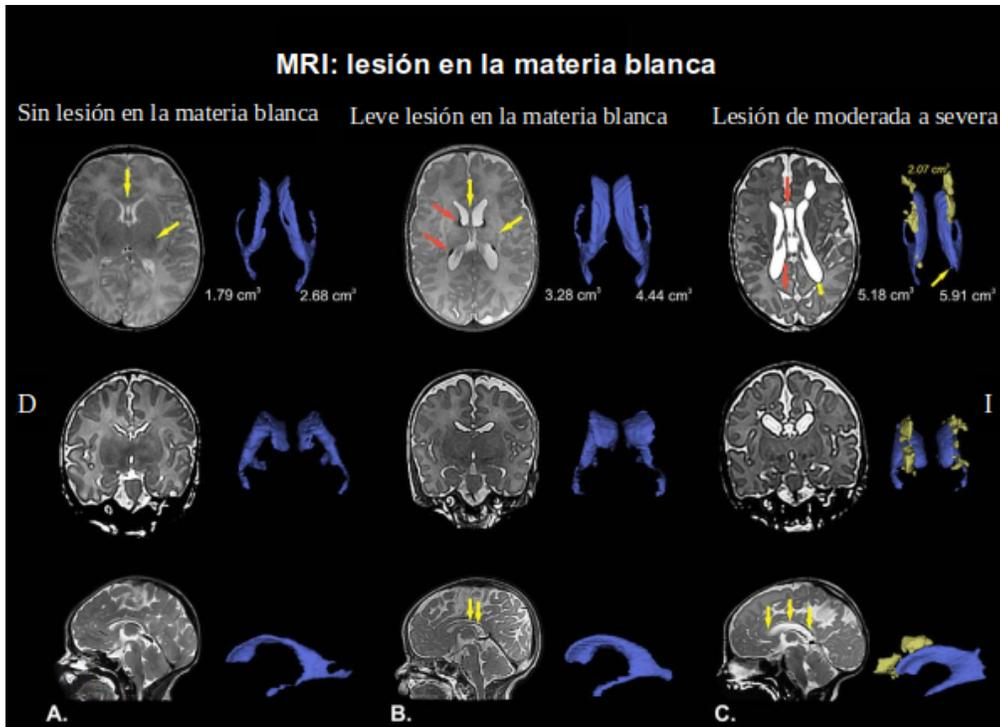 MRI: lesión en la materia blanca
Sin lesión en la materia blanca
Leve lesión en la materia blanca
Lesión de moderada a severa
2.07 cm³
1.79 cm³
2.68 cm³
3.28 cm³
4.44 cm³
5.18 cm³
5.91 cm³
D
I
A.
B.
C.